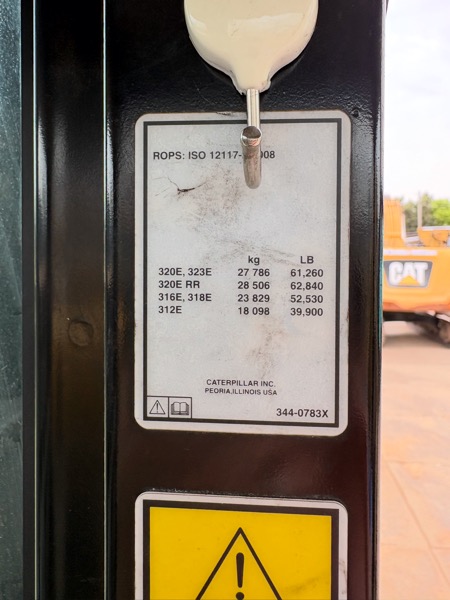 ROPS: ISO 12117-
kg LB
320E, 323E 27 786 61,260
320E RR 28 506 62,840
316E, 318E 23 829 52,530
312E 18 098 39,900
CATERPILLAR INC.
PEORIA,ILLINOIS USA
344-0783X
CAT